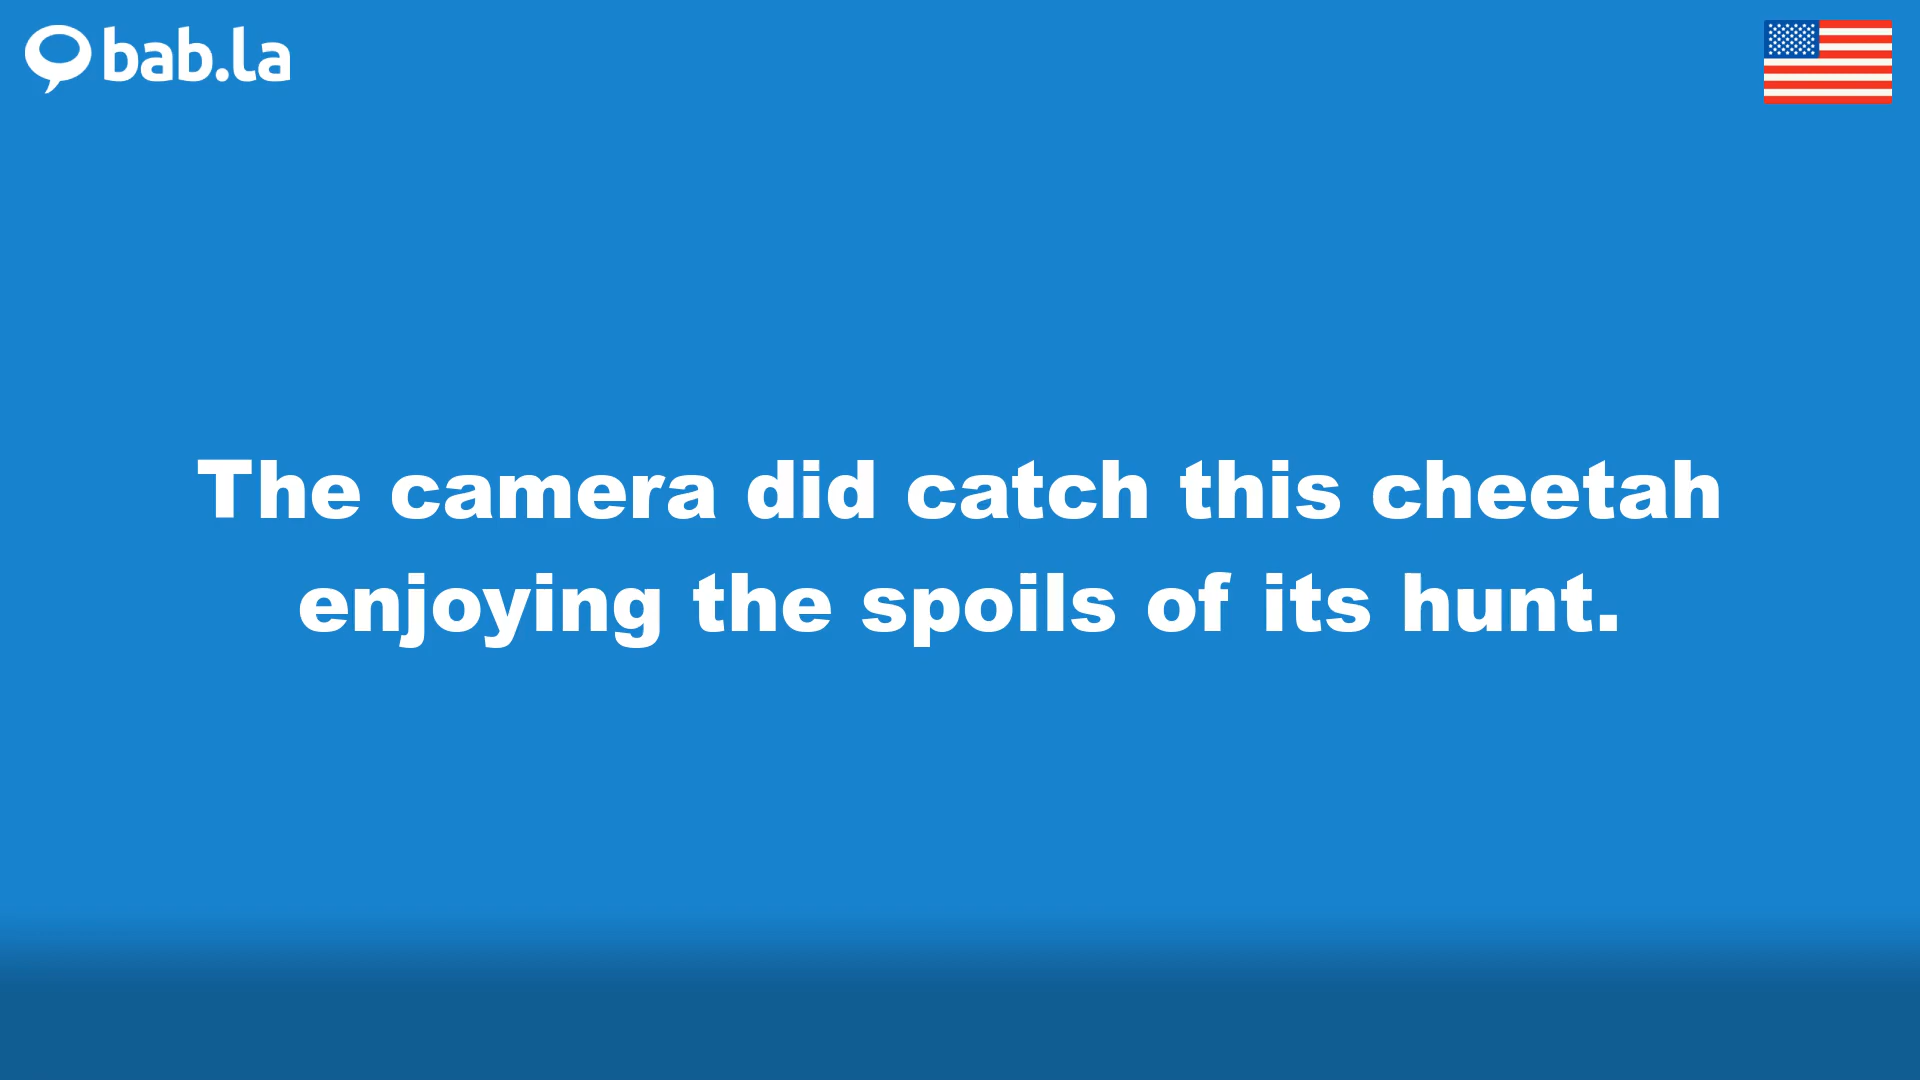 bab.la
The camera did catch this cheetah
enjoying the spoils of its hunt.